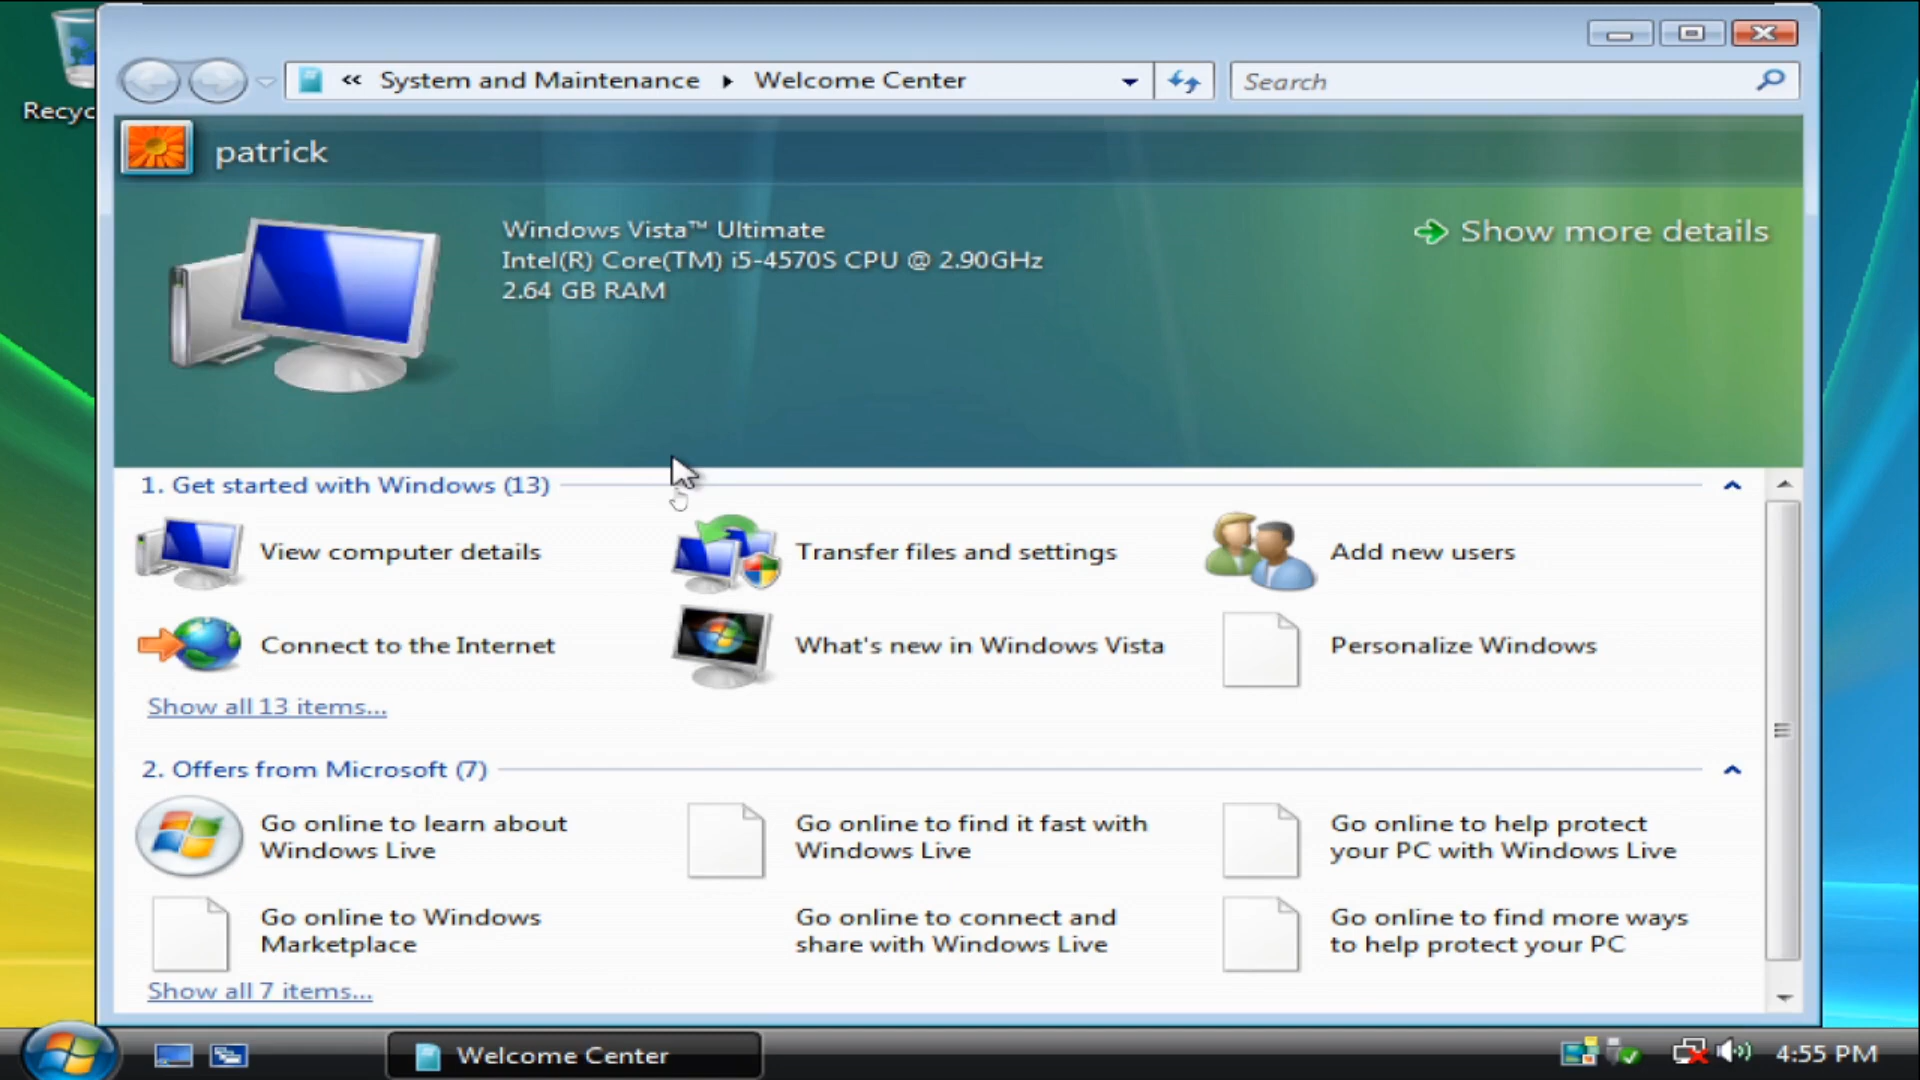 Recyc
« System and Maintenance ▸ Welcome Center
Search
patrick
Windows Vista™ Ultimate
Intel(R) Core(TM) i5-4570S CPU @ 2.90GHz
2.64 GB RAM
Show more details
1. Get started with Windows (13)
View computer details
Transfer files and settings
Add new users
Connect to the Internet
What's new in Windows Vista
Personalize Windows
Show all 13 items...
2. Offers from Microsoft (7)
Go online to learn about
Windows Live
Go online to find it fast with
Windows Live
Go online to help protect
your PC with Windows Live
Go online to Windows
Marketplace
Go online to connect and
share with Windows Live
Go online to find more ways
to help protect your PC
Show all 7 items...
Welcome Center
4:55 PM